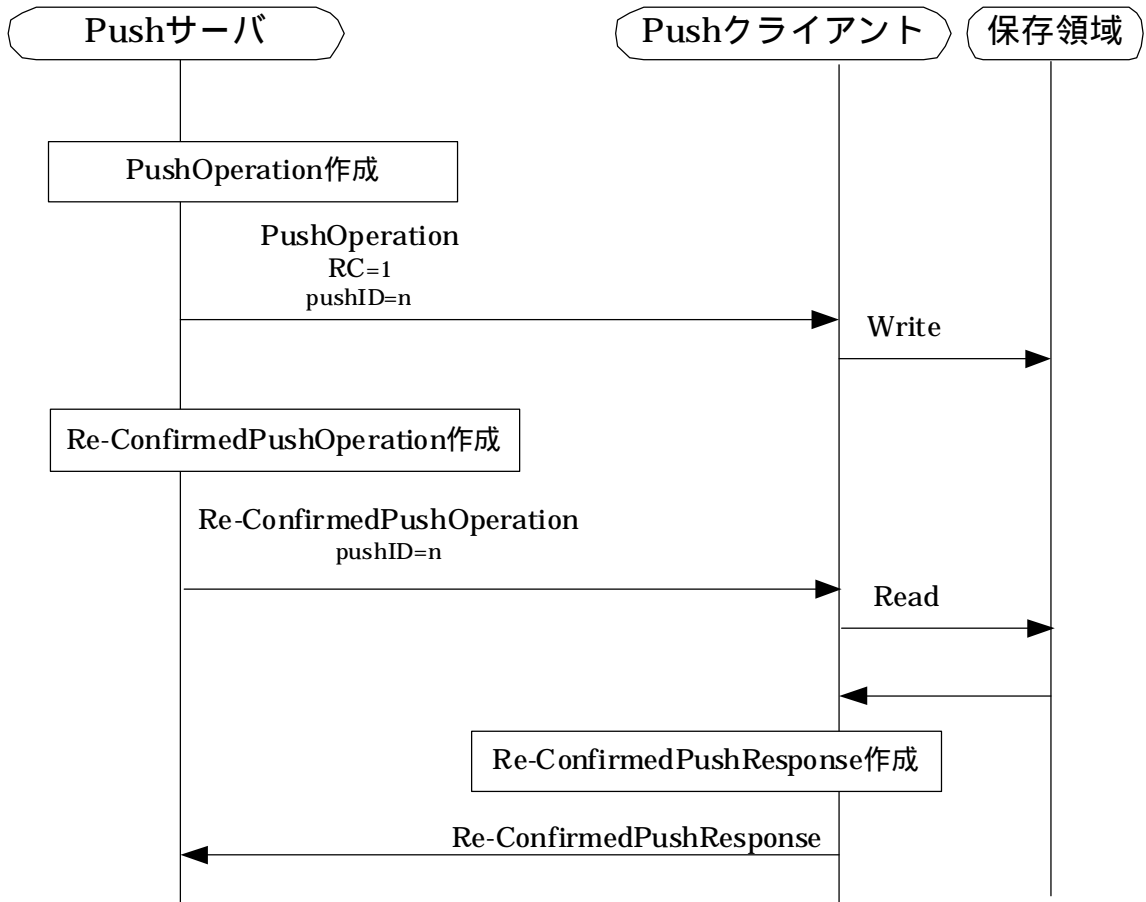 Pushサーバ
Pushクライアント
保存領域
PushOperation作成
PushOperation
RC=1
pushID=n
Write
Re-ConfirmedPushOperation作成
Re-ConfirmedPushOperation
pushID=n
Read
Re-ConfirmedPushResponse作成
Re-ConfirmedPushResponse